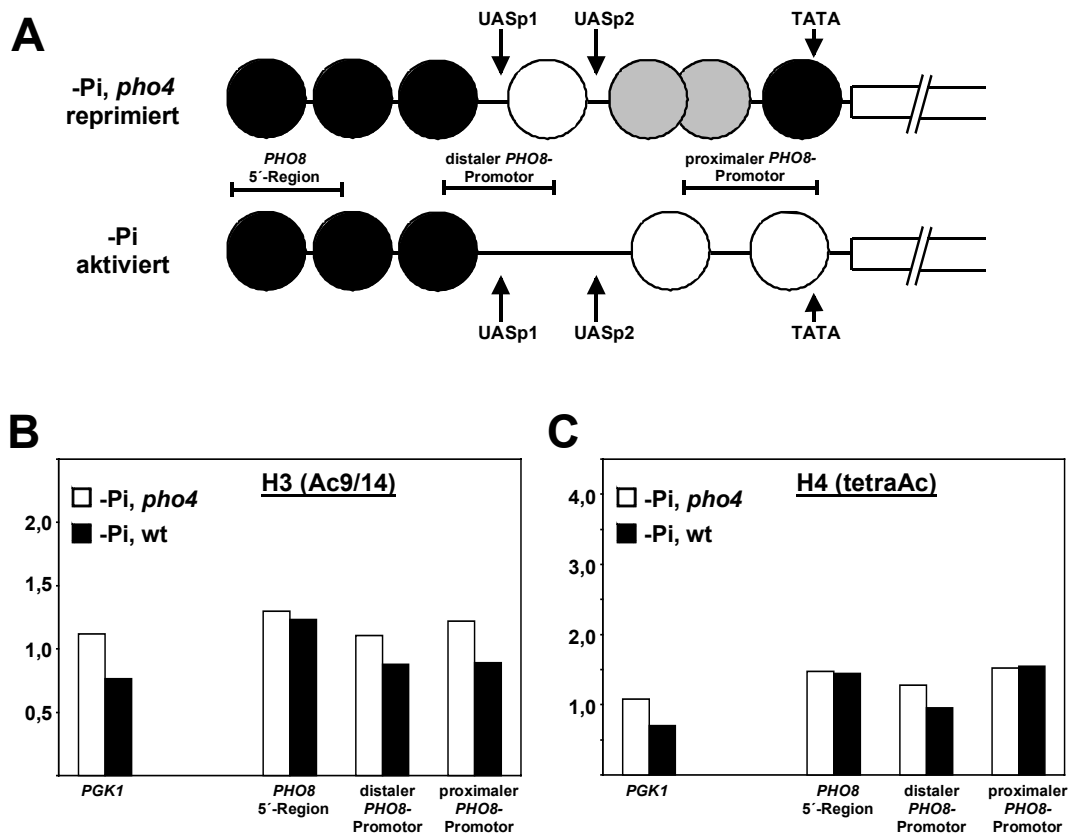 A
UASp1 UASp2 TATA
-Pi, pho4
reprimiert
PHO8
5´-Region
distaler PHO8-
Promotor
proximaler PHO8-
Promotor
-Pi
aktiviert
UASp1 UASp2 TATA
B
H3 (Ac9/14)
-Pi, pho4
-Pi, wt
2,0
1,5
1,0
0,5
PGK1
PHO8
5´-Region
distaler
PHO8-
Promotor
proximaler
PHO8-
Promotor
C
H4 (tetraAc)
-Pi, pho4
-Pi, wt
4,0
3,0
2,0
1,0
PGK1
PHO8
5´-Region
distaler
PHO8-
Promotor
proximaler
PHO8-
Promotor